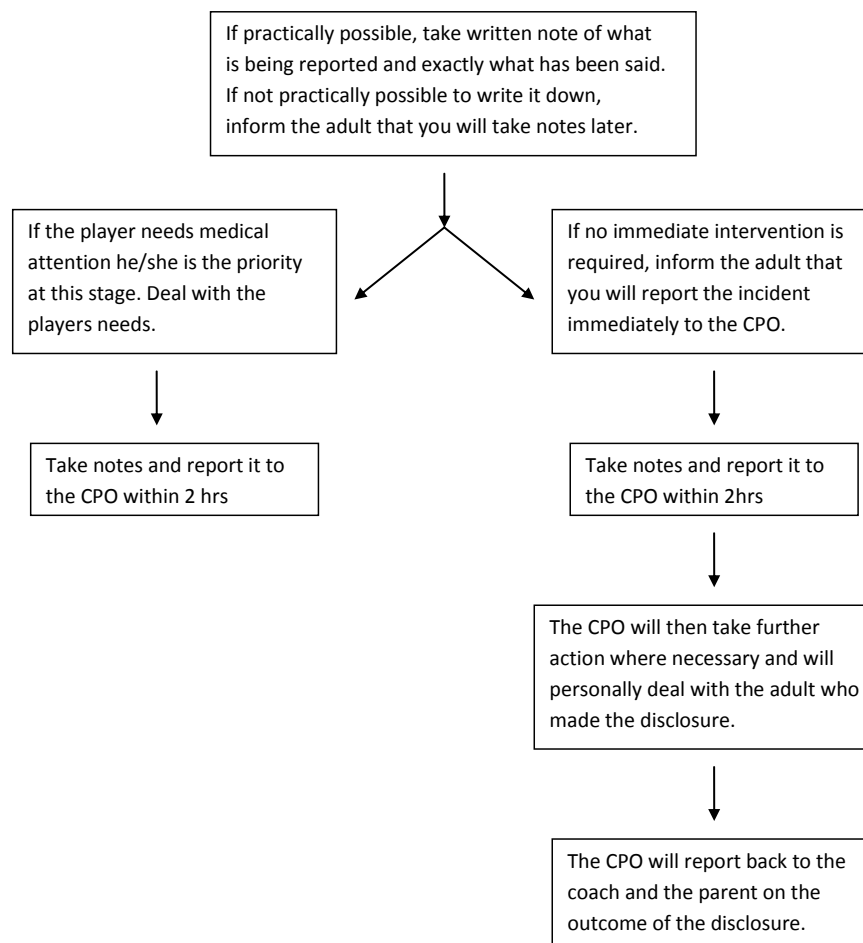 If practically possible, take written note of what
is being reported and exactly what has been said.
If not practically possible to write it down,
inform the adult that you will take notes later.
If the player needs medical
attention he/she is the priority
at this stage. Deal with the
players needs.
If no immediate intervention is
required, inform the adult that
you will report the incident
immediately to the CPO.
Take notes and report it to
the CPO within 2 hrs
Take notes and report it to
the CPO within 2hrs
The CPO will then take further
action where necessary and will
personally deal with the adult who
made the disclosure.
The CPO will report back to the
coach and the parent on the
outcome of the disclosure.